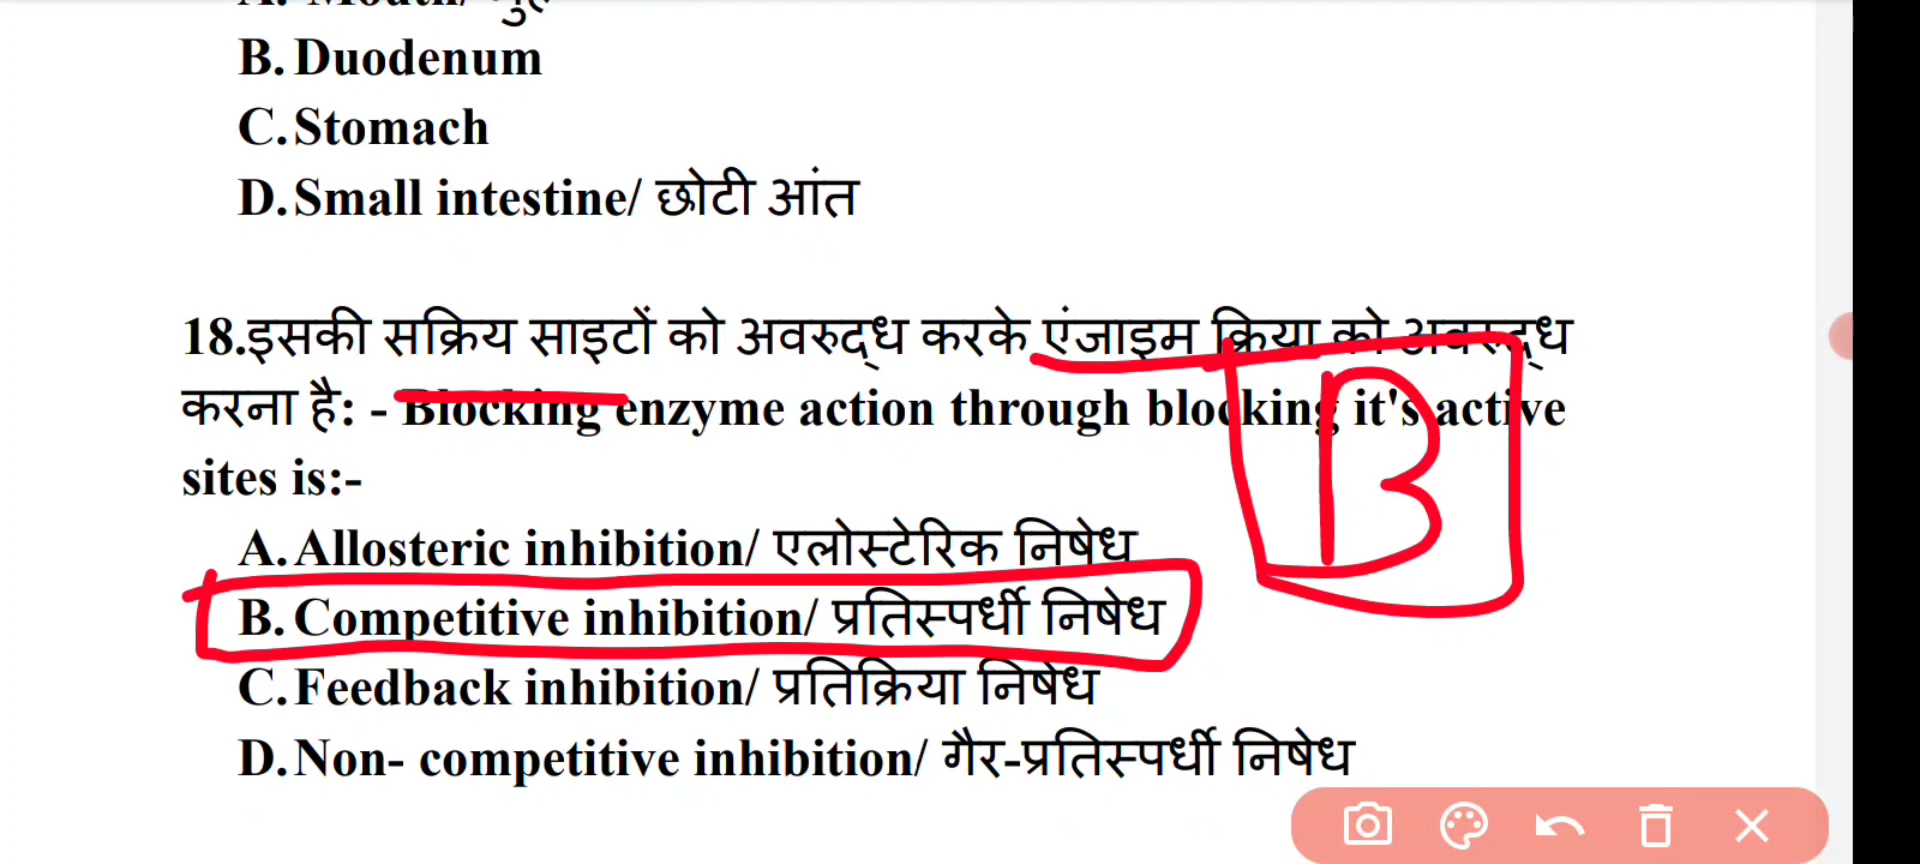 B. Duodenum
C. Stomach
D. Small intestine/ छोटी आंत
18.इसकी सक्रिय साइटों को अवरुद्ध करके एंजाइम क्रिया को अवरुद्ध
करना है: - Blocking enzyme action through blocking it's active
sites is:-
B
A. Allosteric inhibition/ एलोस्टेरिक निषेध
B. Competitive inhibition/ प्रतिस्पर्धी निषेध
C. Feedback inhibition/ प्रतिक्रिया निषेध
D. Non- competitive inhibition/ गैर-प्रतिस्पर्धी निषेध